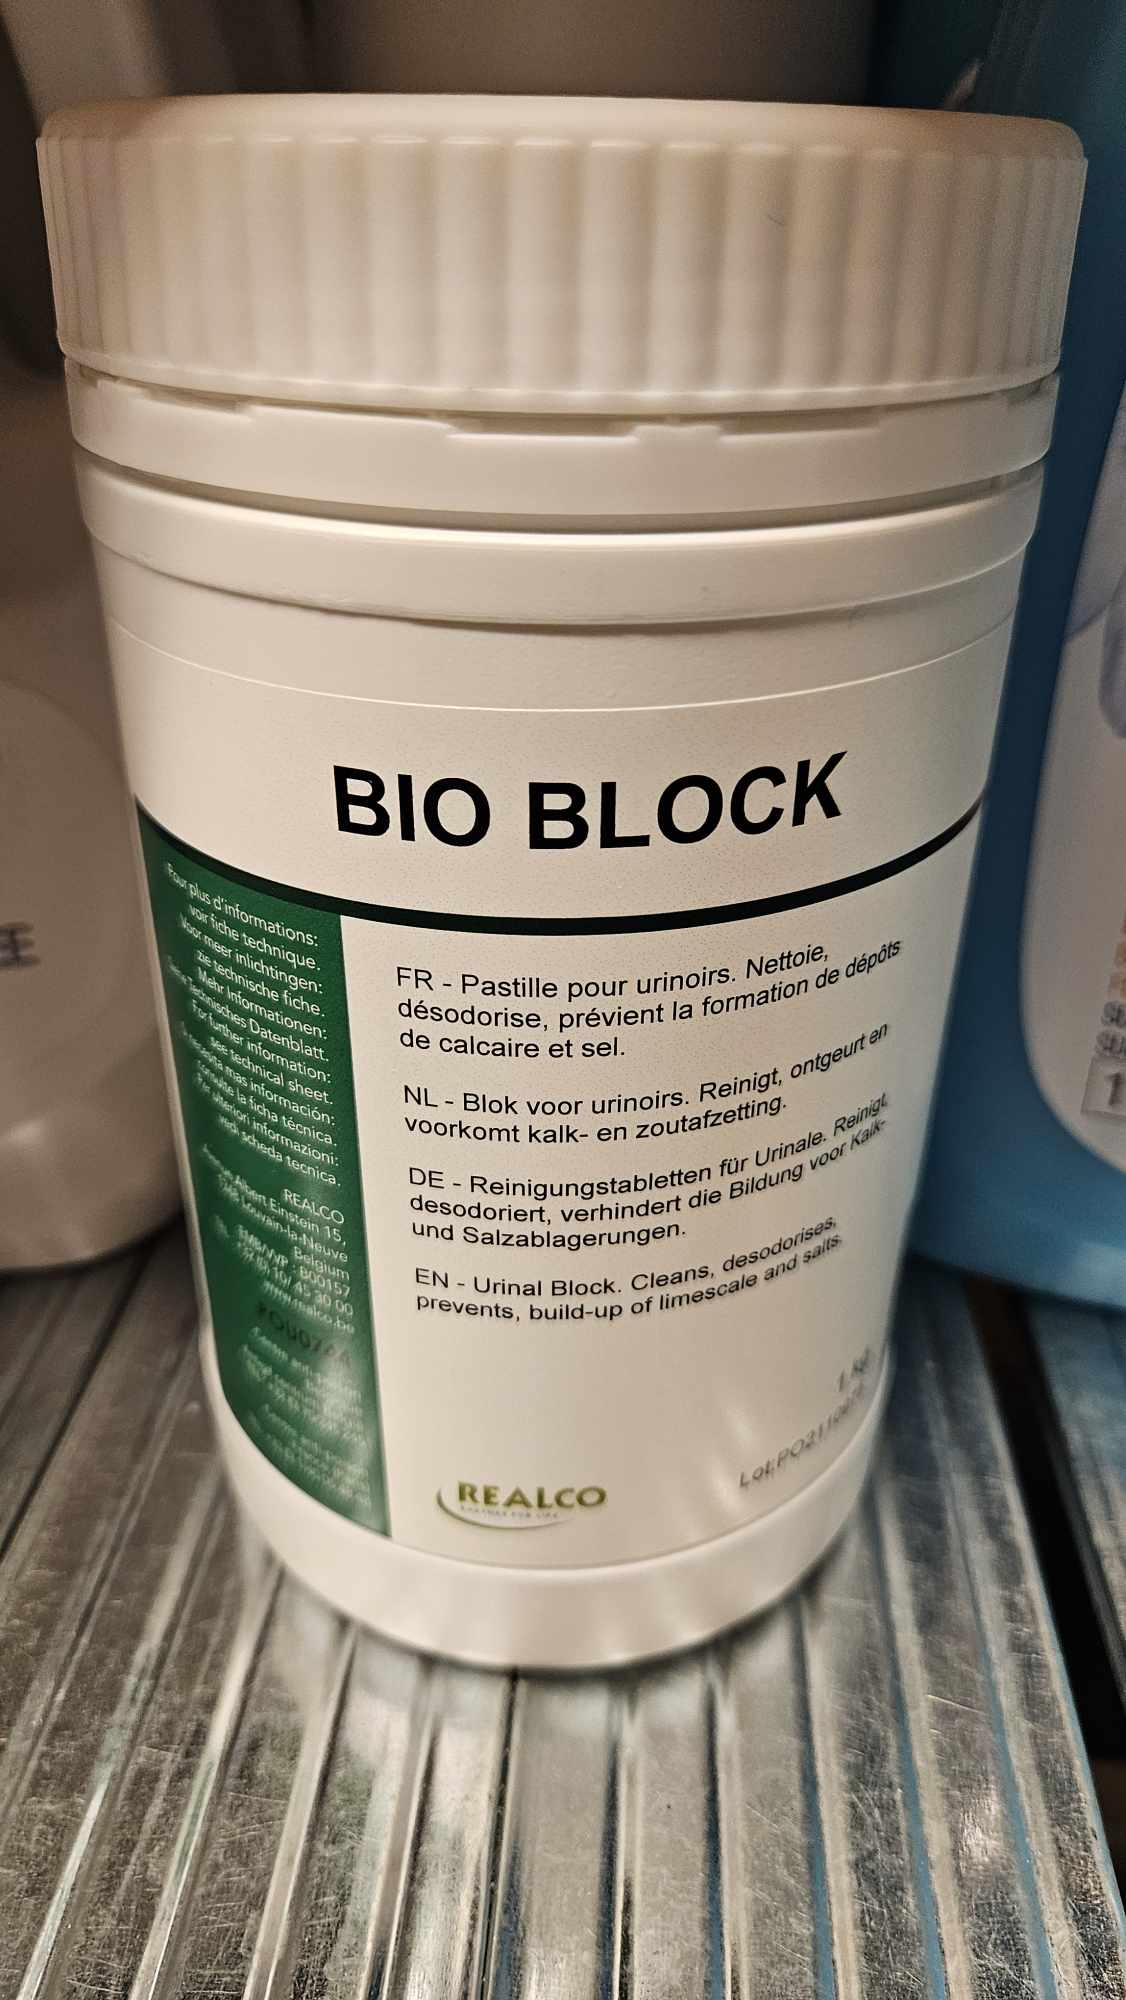 BIO BLOCK
Pour plus d'informations:
voir fiche technique.
Voor meer inlichtingen:
zie technische fiche.
Mehr Informationen:
Siehe Technisches Datenblatt.
For further information:
see technical sheet.
mas información:
consulte la ficha técnica.
Per ulteriori informazioni:
vedi scheda tecnica.
REALCO
Albert Einstein 15,
Louvain-la-Neuve
Belgium
www.realco.be
FR - Pastille pour urinoirs. Nettoie,
désodorise, prévient la formation de dépôts
de calcaire et sel.
NL - Blok voor urinoirs. Reinigt, ontgeurt en
voorkomt kalk- en zoutafzetting.
DE - Reinigungstabletten für Urinale. Reinigt,
desodoriert, verhindert die Bildung voor Kalk-
und Salzablagerungen.
EN - Urinal Block. Cleans, desodorises,
prevents, build-up of limescale and salts.
1 kg
REALCO
PARTNER FOR LIFE